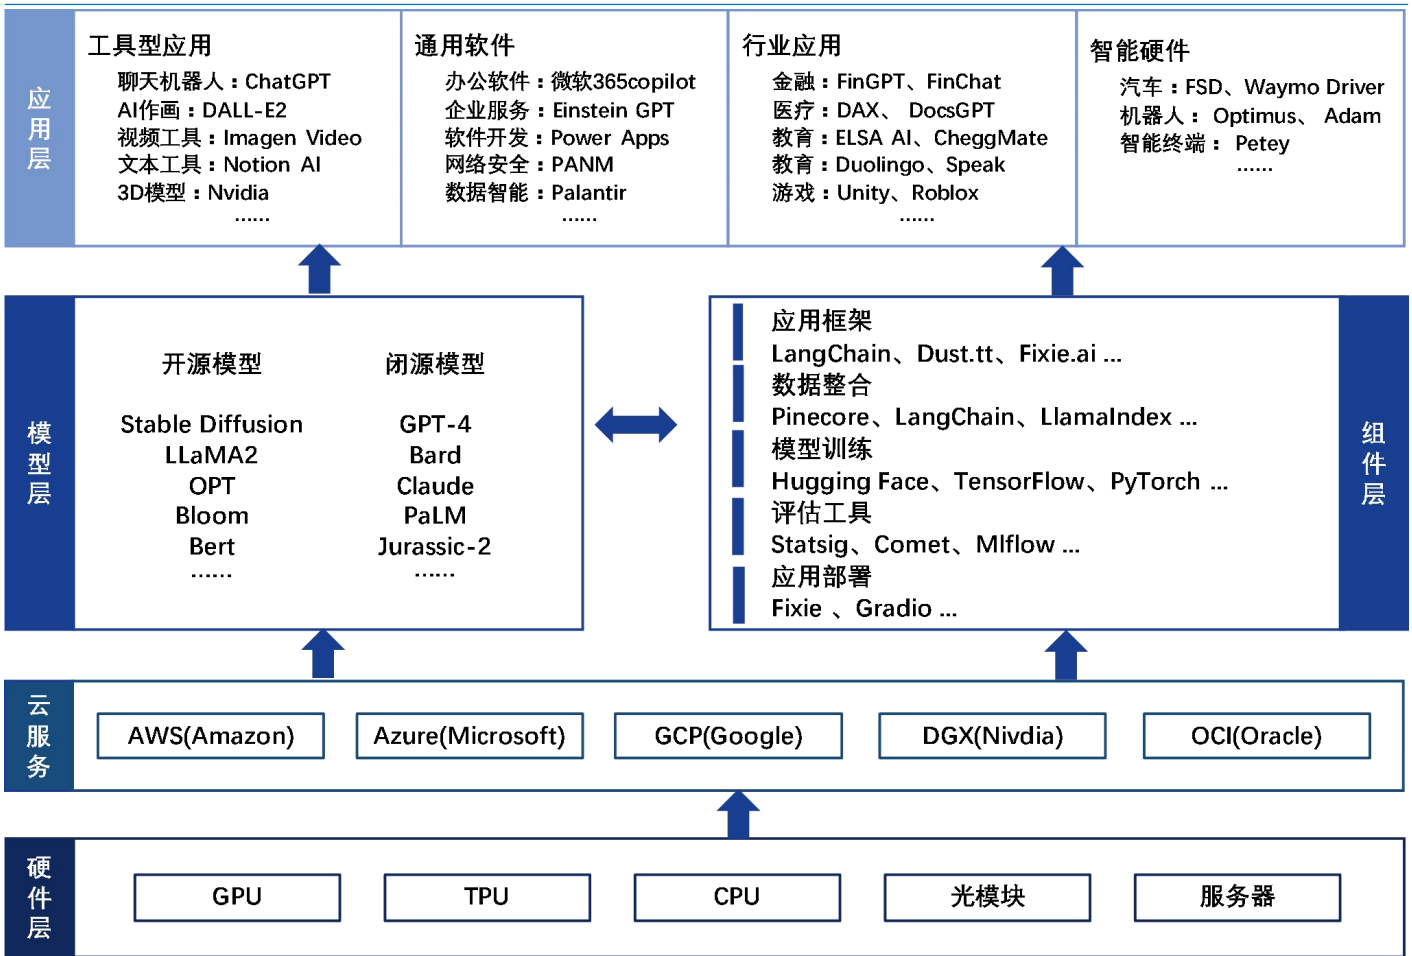 应用层
工具型应用
聊天机器人：ChatGPT
AI作画：DALL-E2
视频工具：Imagen Video
文本工具：Notion AI
3D模型：Nvidia
……
通用软件
办公软件：微软365copilot
企业服务：Einstein GPT
软件开发：Power Apps
网络安全：PANM
数据智能：Palantir
……
行业应用
金融：FinGPT、FinChat
医疗：DAX、 DocsGPT
教育：ELSA AI、CheggMate
教育：Duolingo、Speak
游戏：Unity、Roblox
……
智能硬件
汽车：FSD、Waymo Driver
机器人： Optimus、 Adam
智能终端： Petey
……
模型层
开源模型
Stable Diffusion
LLaMA2
OPT
Bloom
Bert
……
闭源模型
GPT-4
Bard
Claude
PaLM
Jurassic-2
……
应用框架
LangChain、Dust.tt、Fixie.ai ...
数据整合
Pinecore、LangChain、LlamaIndex ...
模型训练
Hugging Face、TensorFlow、PyTorch ...
评估工具
Statsig、Comet、Mlflow ...
应用部署
Fixie 、Gradio ...
组件层
云服务
AWS(Amazon)
Azure(Microsoft)
GCP(Google)
DGX(Nivdia)
OCI(Oracle)
硬件层
GPU
TPU
CPU
光模块
服务器